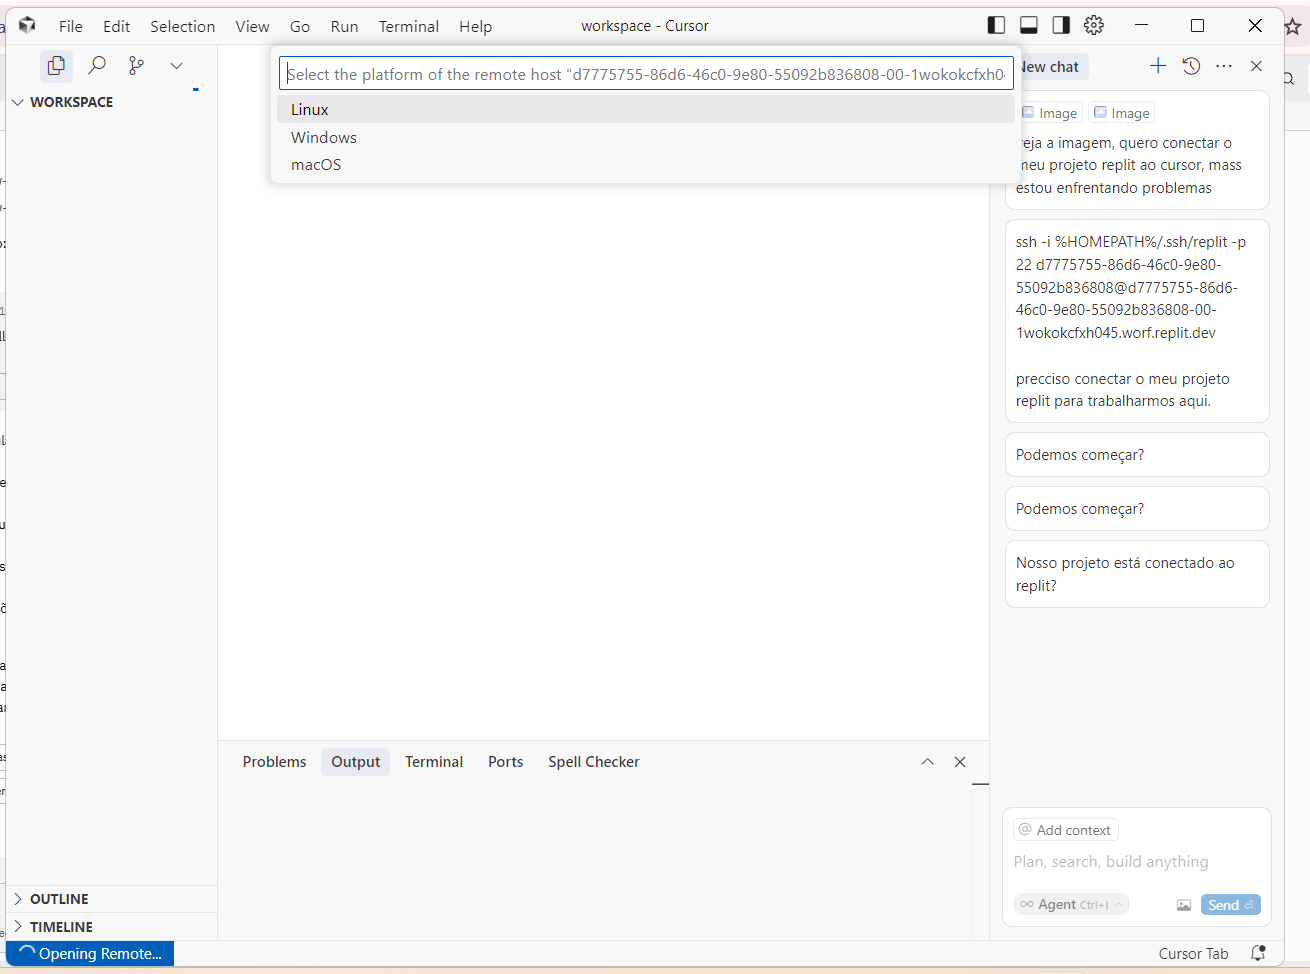 File Edit Selection View Go Run Terminal Help
workspace - Cursor
Select the platform of the remote host "d7775755-86d6-46c0-9e80-55092b836808-00-1wokokcfxh0
Linux
Windows
macOS
WORKSPACE
OUTLINE
TIMELINE
Opening Remote...
Problems Output Terminal Ports Spell Checker
New chat
Image Image
veja a imagem, quero conectar o
meu projeto replit ao cursor, mass
estou enfrentando problemas
ssh -i %HOMEPATH%/.ssh/replit -p
22 d7775755-86d6-46c0-9e80-
55092b836808@d7775755-86d6-
46c0-9e80-55092b836808-00-
1wokokcfxh045.worf.replit.dev
precciso conectar o meu projeto
replit para trabalharmos aqui.
Podemos começar?
Podemos começar?
Nosso projeto está conectado ao
replit?
@ Add context
Plan, search, build anything
∞ Agent Ctrl+I
Send ⏎
Cursor Tab